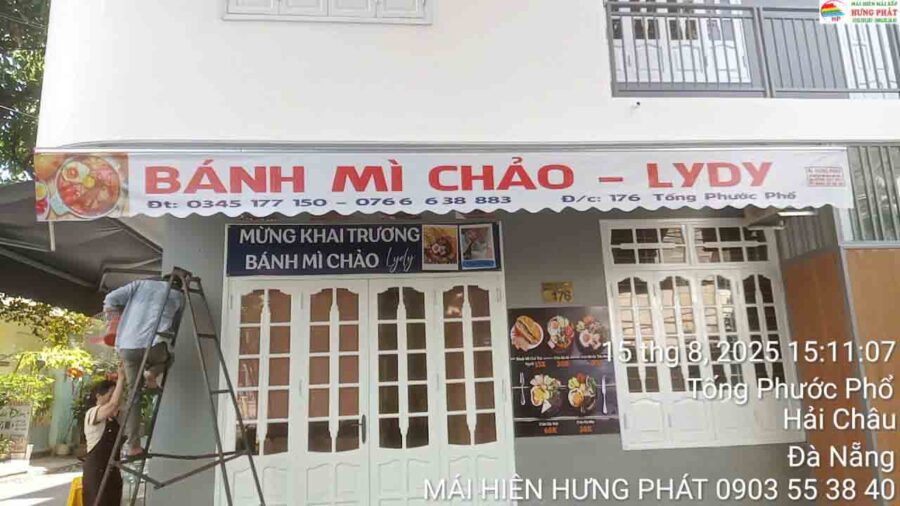 MÁI HIÊN MÁI XẾP
HƯNG PHÁT
BÁNH MÌ CHẢO - LYDY
Đt: 0345 177 150 - 0766 638 883 Đ/c: 176 Tống Phước Phổ
MỪNG KHAI TRƯƠNG
BÁNH MÌ CHẢO Lydy
176
15 thg 8, 2025 15:11:07
Tống Phước Phổ
Hải Châu
Đà Nẵng
MÁI HIÊN HƯNG PHÁT 0903 55 38 40